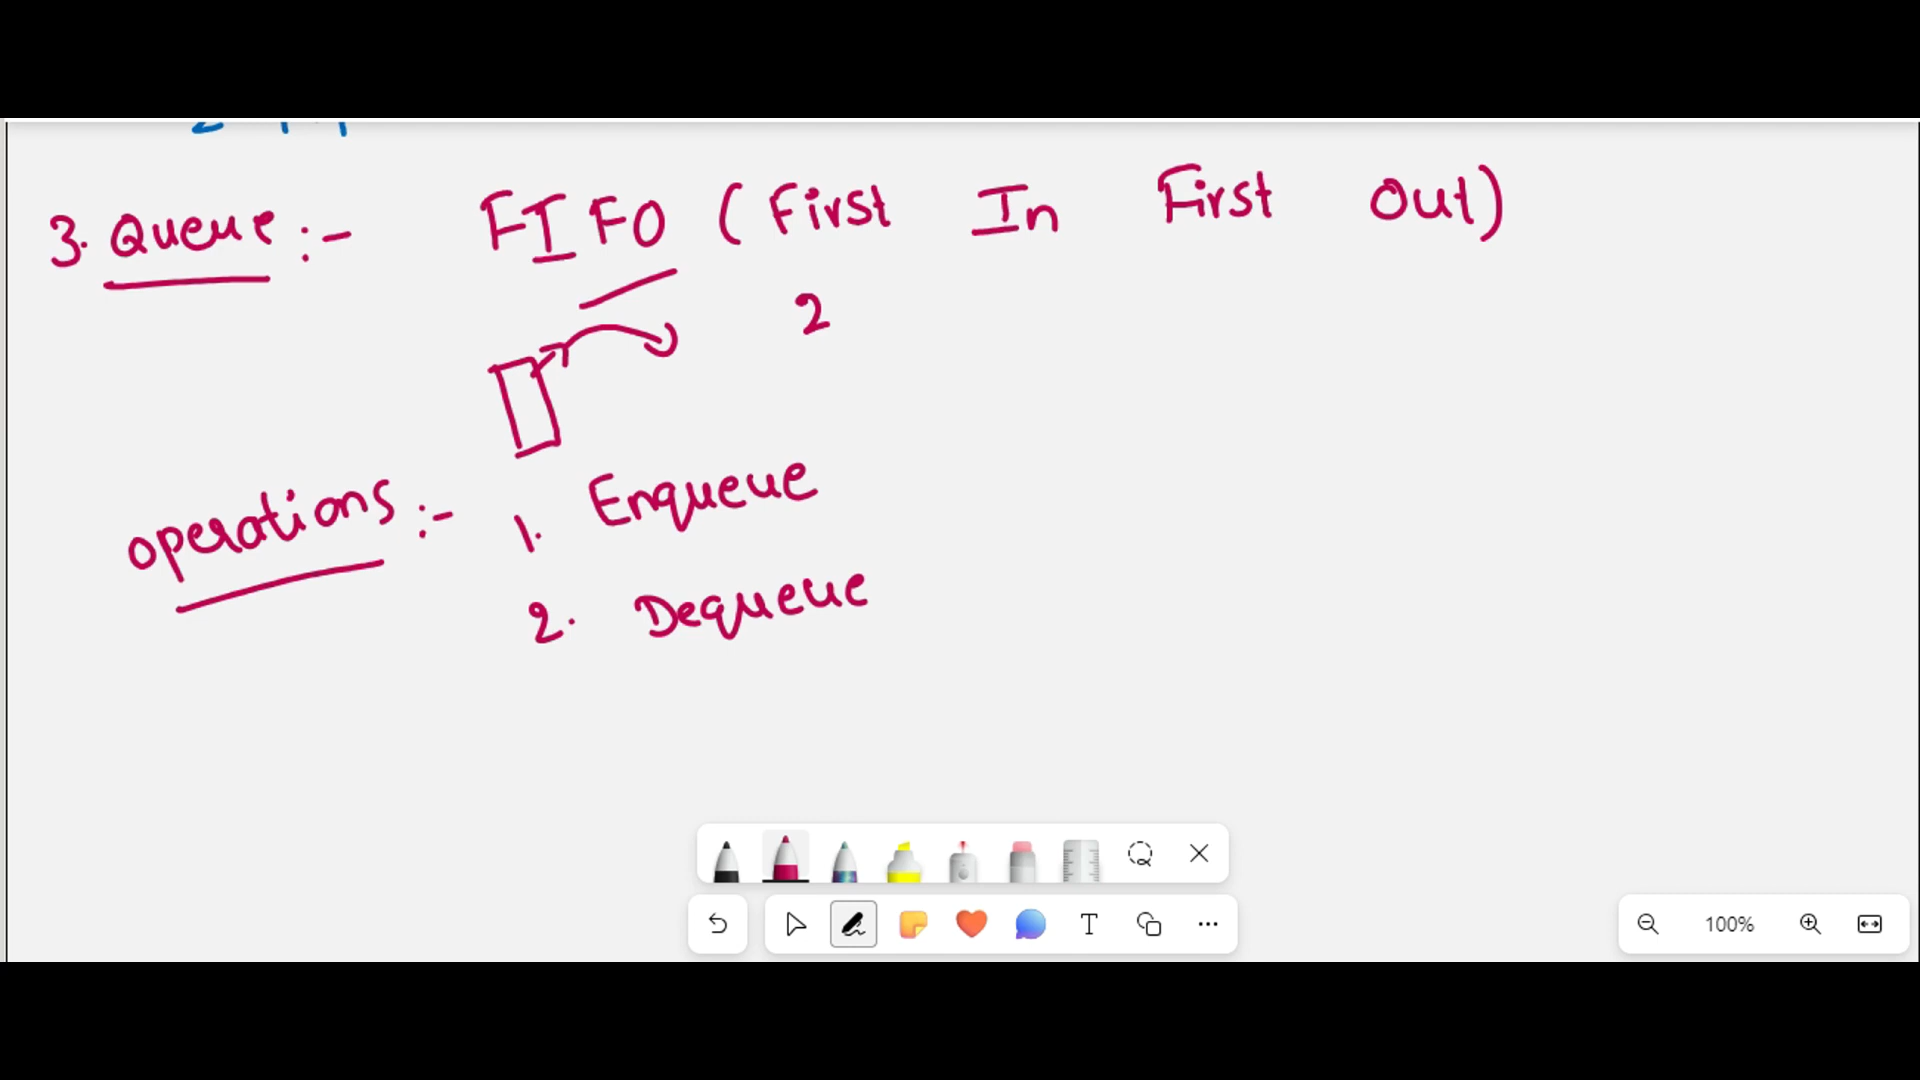 3. Queue :- FIFO (First In First Out)
2
operations :- 1. Enqueue
2. Dequeue
T
100%